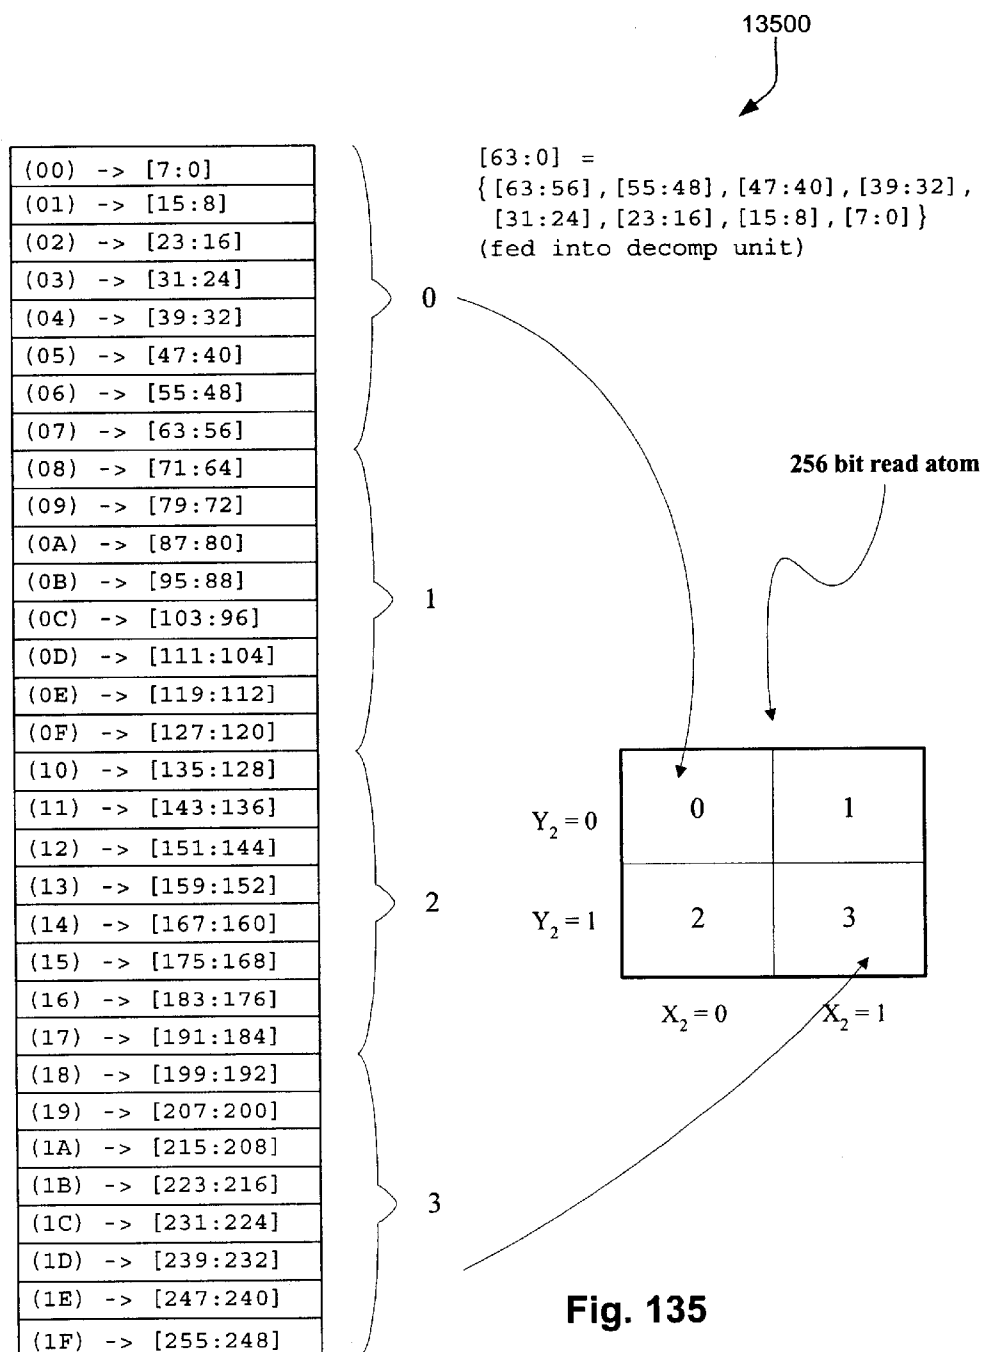 13500
[63:0] =
{[63:56],[55:48],[47:40],[39:32],
[31:24],[23:16],[15:8],[7:0]}
(fed into decomp unit)
(00) -> [7:0]
(01) -> [15:8]
(02) -> [23:16]
(03) -> [31:24]
(04) -> [39:32]
(05) -> [47:40]
(06) -> [55:48]
(07) -> [63:56]
0
(08) -> [71:64]
(09) -> [79:72]
(0A) -> [87:80]
(0B) -> [95:88]
(0C) -> [103:96]
(0D) -> [111:104]
(0E) -> [119:112]
(0F) -> [127:120]
1
(10) -> [135:128]
(11) -> [143:136]
(12) -> [151:144]
(13) -> [159:152]
(14) -> [167:160]
(15) -> [175:168]
(16) -> [183:176]
(17) -> [191:184]
2
(18) -> [199:192]
(19) -> [207:200]
(1A) -> [215:208]
(1B) -> [223:216]
(1C) -> [231:224]
(1D) -> [239:232]
(1E) -> [247:240]
(1F) -> [255:248]
3
256 bit read atom
Y2 = 0 0 1
Y2 = 1 2 3
X2 = 0 X2 = 1
Fig. 135